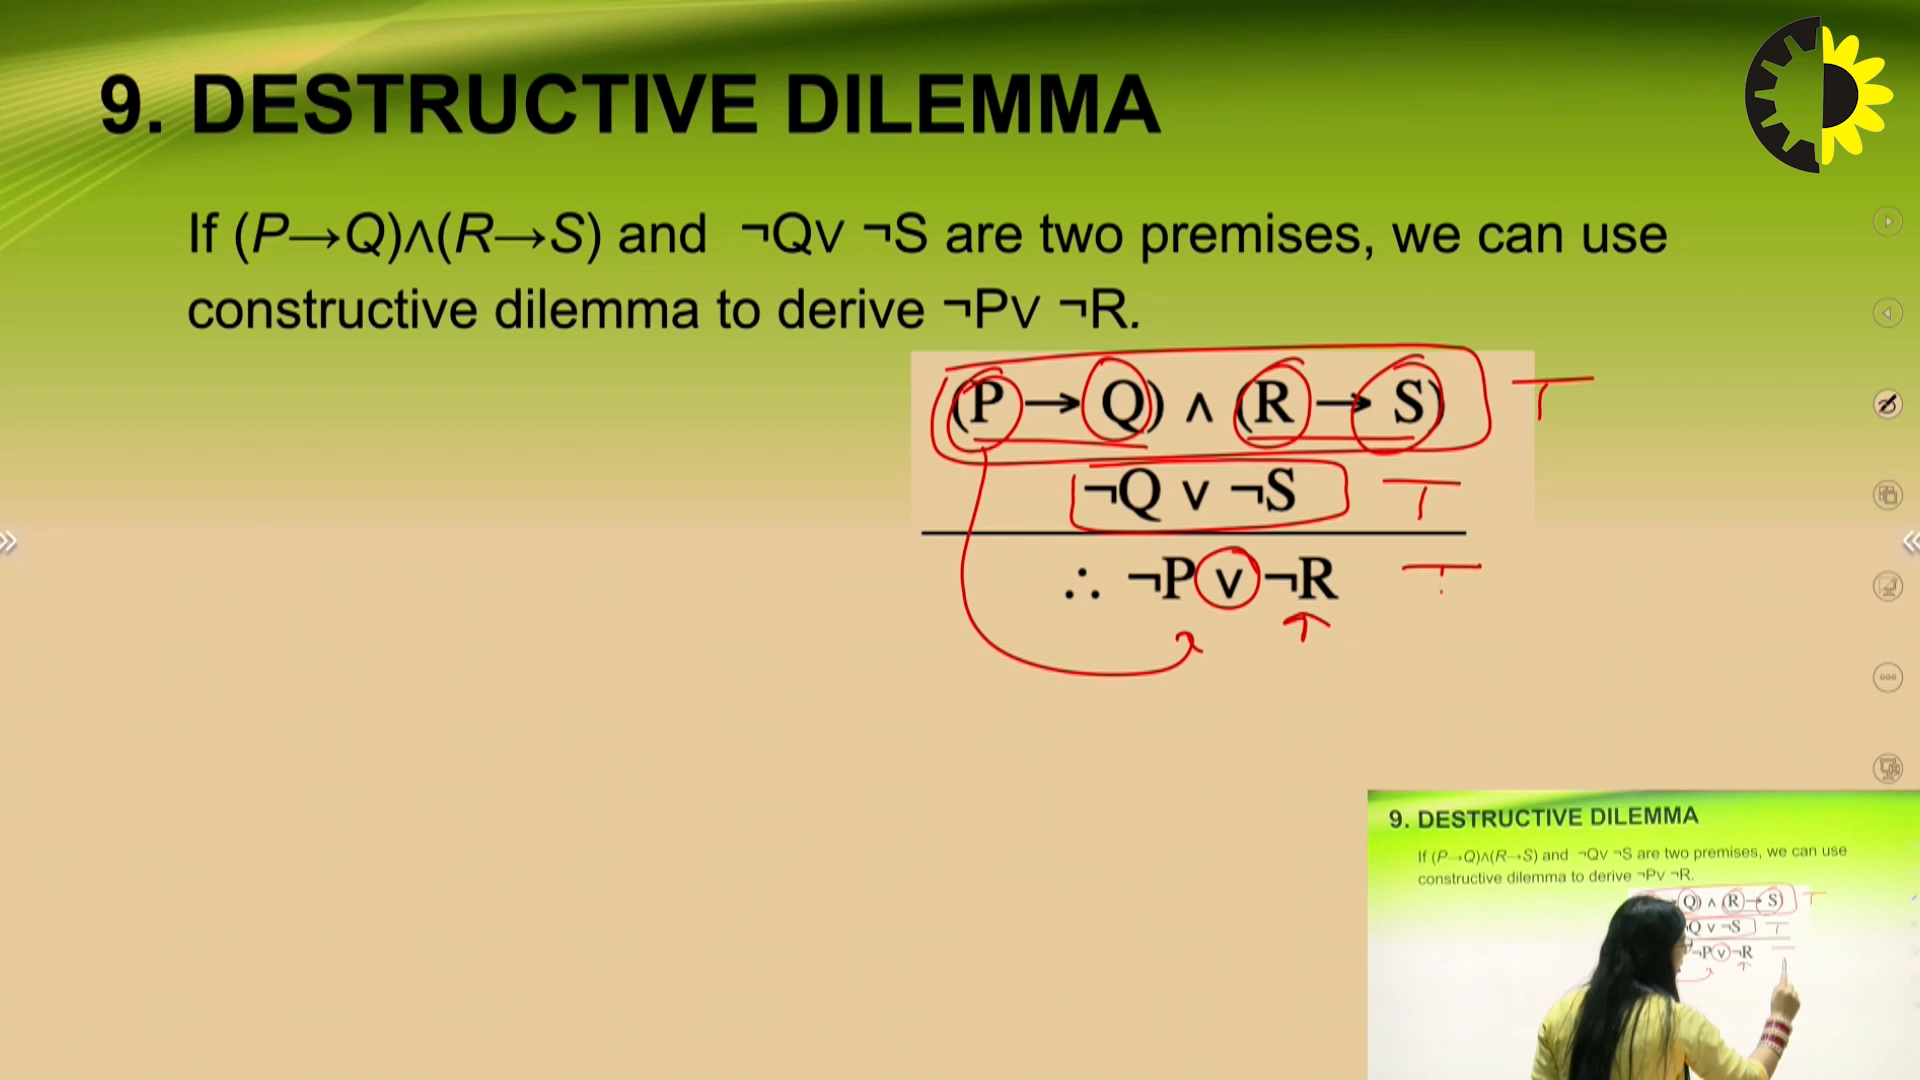 9. DESTRUCTIVE DILEMMA
If (P→Q)∧(R→S) and ¬Q∨ ¬S are two premises, we can use
constructive dilemma to derive ¬P∨ ¬R.
(P → Q) ∧ (R → S) T
¬Q ∨ ¬S T
∴ ¬P ∨ ¬R T
9. DESTRUCTIVE DILEMMA
If (P→Q)∧(R→S) and ¬Q∨ ¬S are two premises, we can use
constructive dilemma to derive ¬P∨ ¬R.
Q) ∧ (R → S) T
Q ∨ ¬S T
¬P ∨ ¬R